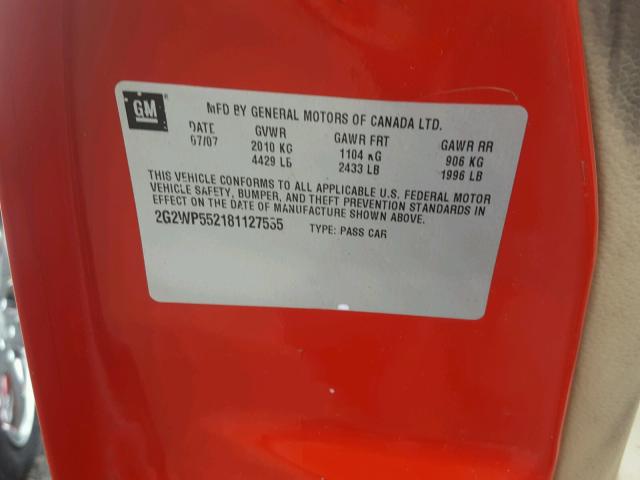 GM
MFD BY GENERAL MOTORS OF CANADA LTD.
DATE GVWR GAWR FRT GAWR RR
07/07 2010 KG 1104 KG 906 KG
4429 LB 2433 LB 1996 LB
THIS VEHICLE CONFORMS TO ALL APPLICABLE U.S. FEDERAL MOTOR
VEHICLE SAFETY, BUMPER, AND THEFT PREVENTION STANDARDS IN
EFFECT ON THE DATE OF MANUFACTURE SHOWN ABOVE.
2G2WP552181127535 TYPE: PASS CAR